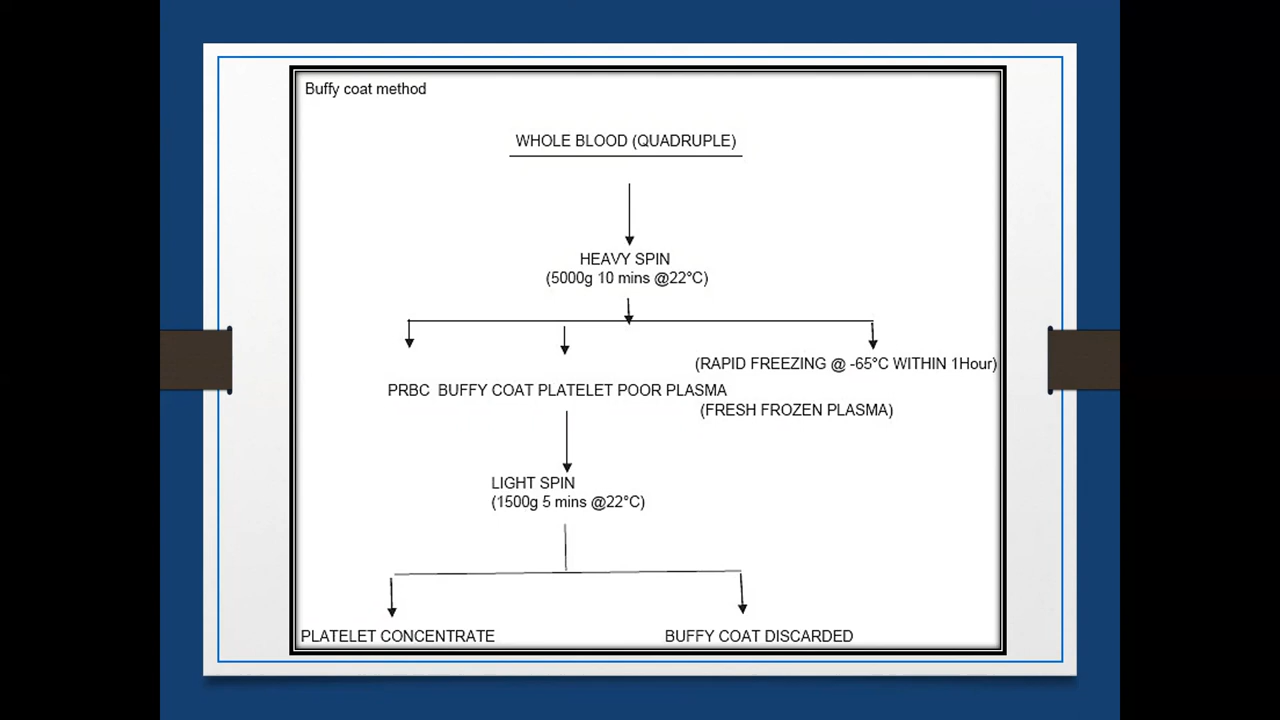 Buffy coat method
WHOLE BLOOD (QUADRUPLE)
HEAVY SPIN
(5000g 10 mins @22°C)
(RAPID FREEZING @ -65°C WITHIN 1Hour)
PRBC BUFFY COAT PLATELET POOR PLASMA
(FRESH FROZEN PLASMA)
LIGHT SPIN
(1500g 5 mins @22°C)
PLATELET CONCENTRATE BUFFY COAT DISCARDED